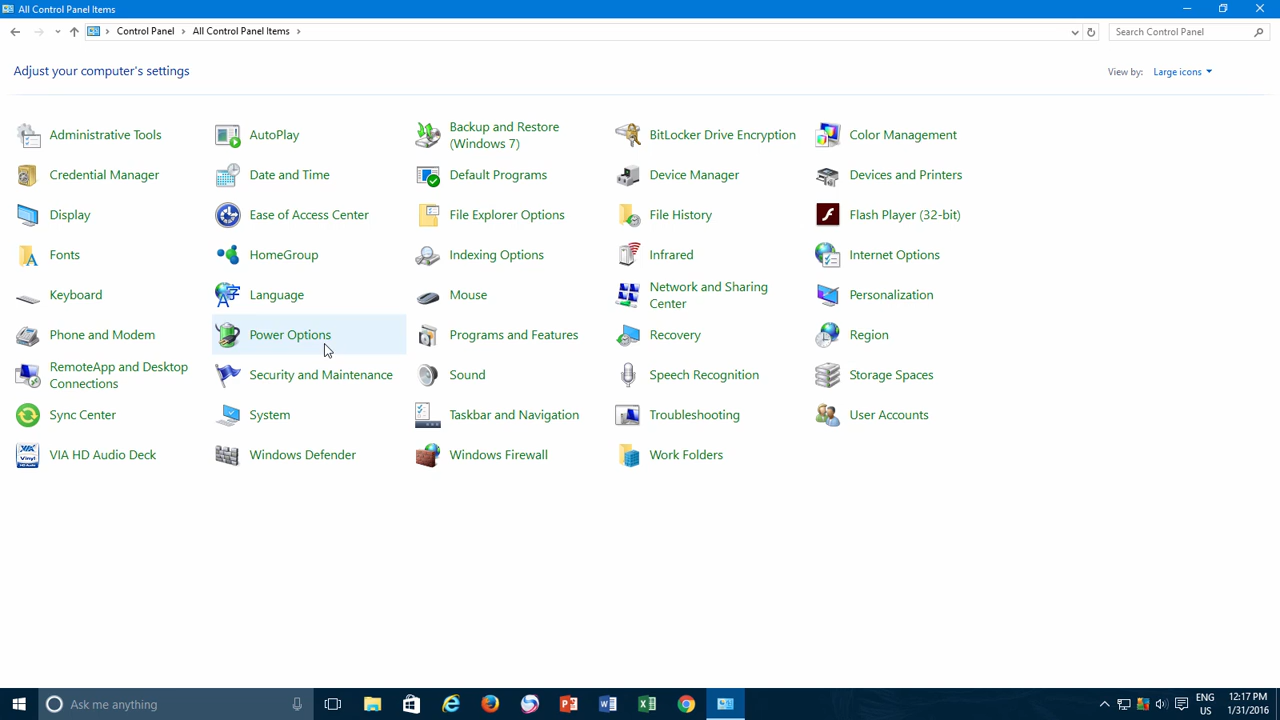 All Control Panel Items
Control Panel All Control Panel Items
Search Control Panel
Adjust your computer's settings
View by: Large icons
Administrative Tools
AutoPlay
Backup and Restore
(Windows 7)
BitLocker Drive Encryption
Color Management
Credential Manager
Date and Time
Default Programs
Device Manager
Devices and Printers
Display
Ease of Access Center
File Explorer Options
File History
Flash Player (32-bit)
Fonts
HomeGroup
Indexing Options
Infrared
Internet Options
Keyboard
Language
Mouse
Network and Sharing
Center
Personalization
Phone and Modem
Power Options
Programs and Features
Recovery
Region
RemoteApp and Desktop
Connections
Security and Maintenance
Sound
Speech Recognition
Storage Spaces
Sync Center
System
Taskbar and Navigation
Troubleshooting
User Accounts
VIA HD Audio Deck
Windows Defender
Windows Firewall
Work Folders
Ask me anything
ENG
US
12:17 PM
1/31/2016